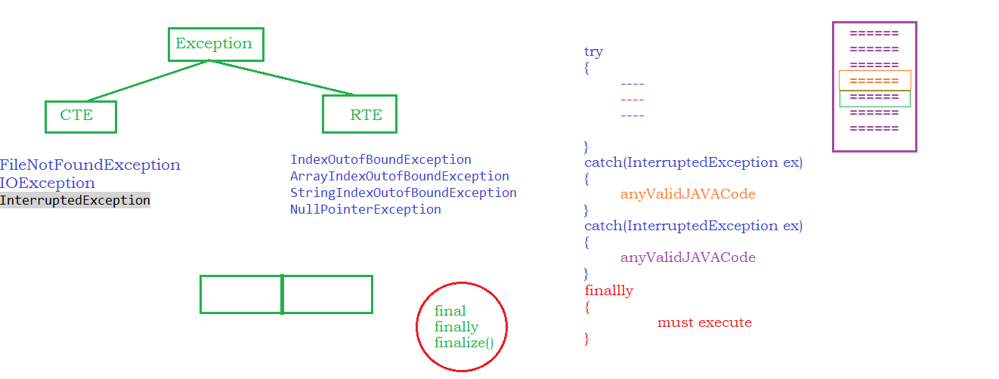 Exception
CTE
RTE
FileNotFoundException
IOException
InterruptedException
IndexOutofBoundException
ArrayIndexOutofBoundException
StringIndexOutofBoundException
NullPointerException
final
finally
finalize()
try
{
----
----
----
}
catch(InterruptedException ex)
{
anyValidJAVACode
}
catch(InterruptedException ex)
{
anyValidJAVACode
}
finallly
{
must execute
}
======
======
======
======
======
======
======